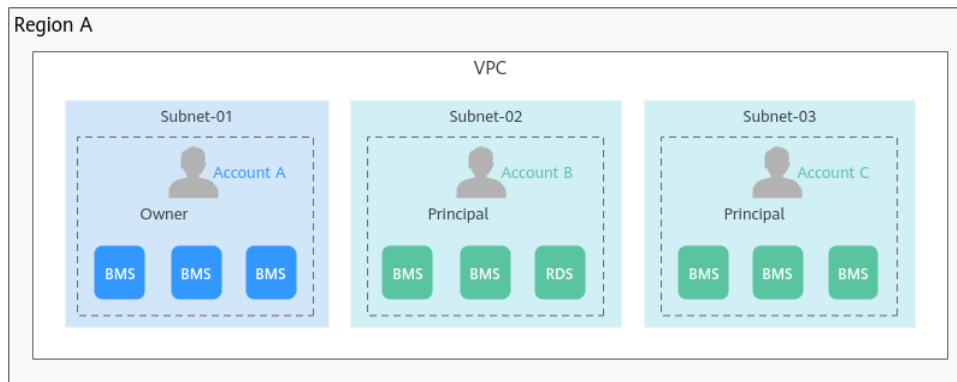 Region A
VPC
Subnet-01
Subnet-02
Subnet-03
Account A
Account B
Account C
Owner
Principal
Principal
BMS BMS BMS
BMS BMS RDS
BMS BMS BMS